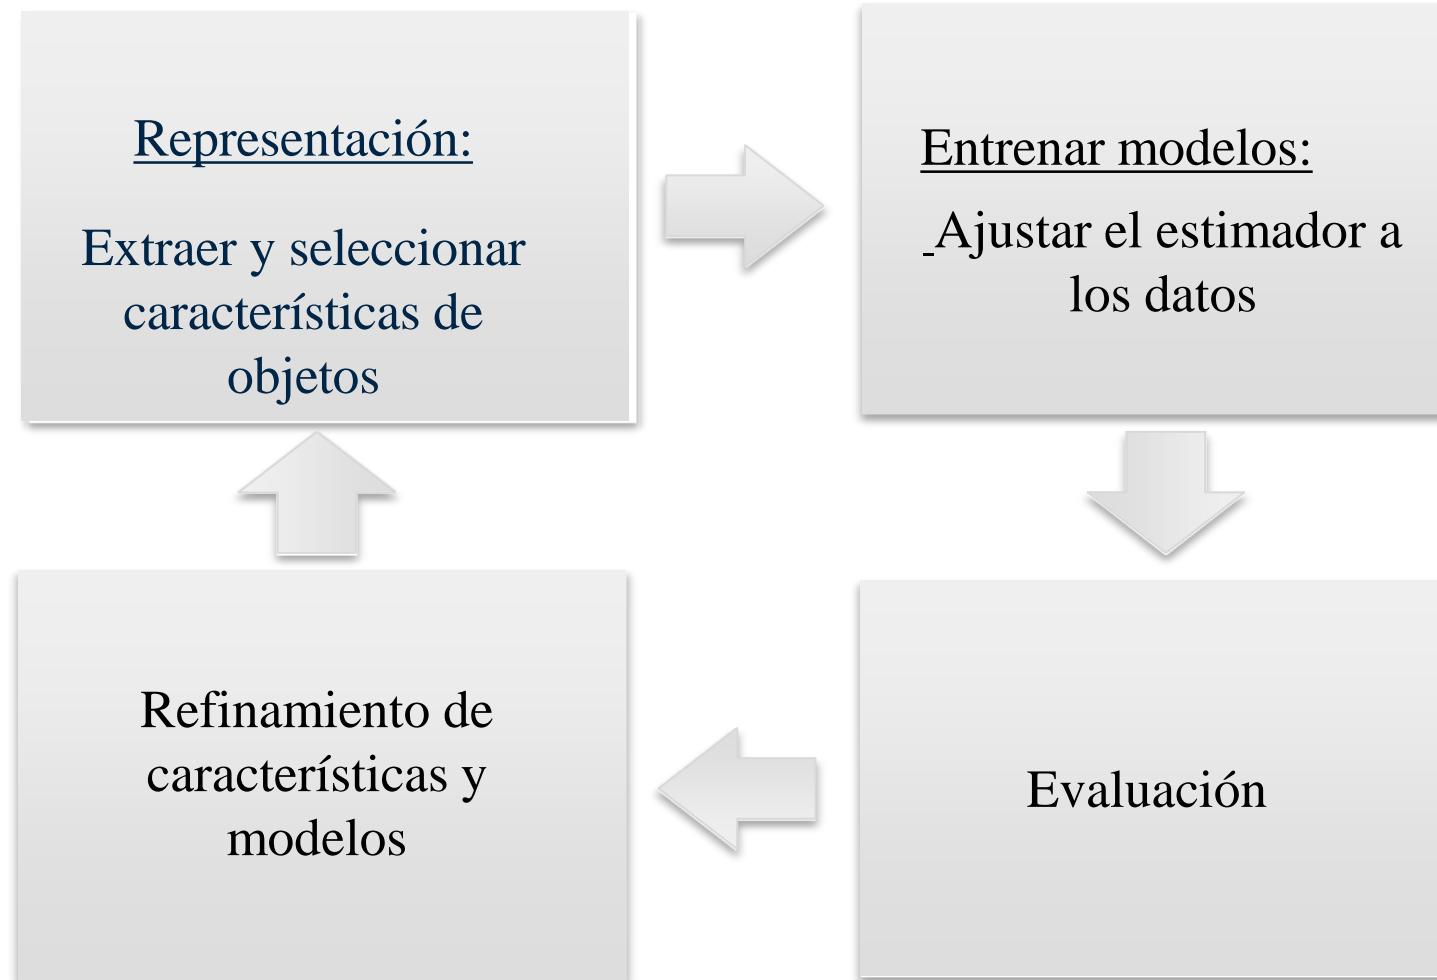 Representación:
Extraer y seleccionar
características de
objetos
Entrenar modelos:
Ajustar el estimador a
los datos
Refinamiento de
características y
modelos
Evaluación